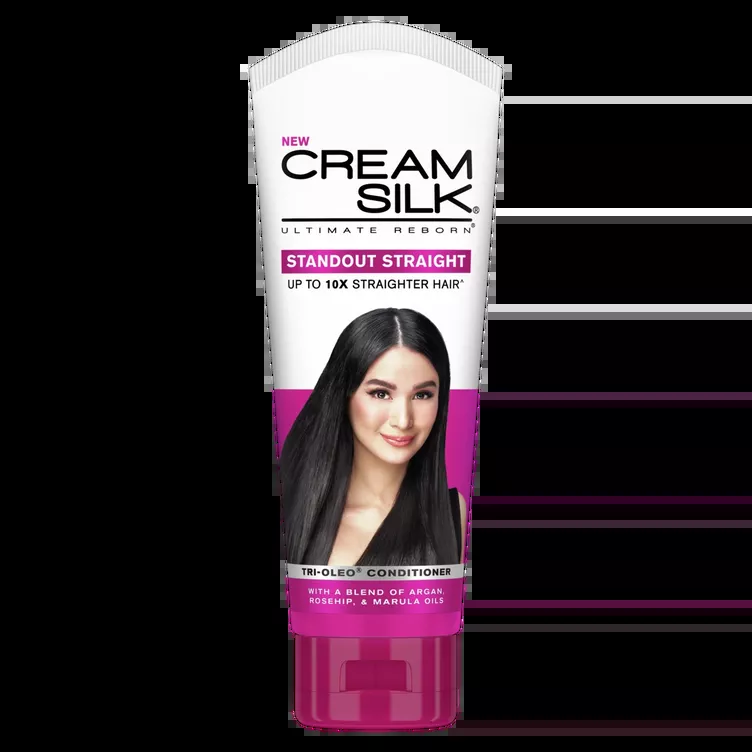 NEW
CREAM
SILK®
ULTIMATE REBORN®
STANDOUT STRAIGHT
UP TO 10X STRAIGHTER HAIR^
TRI-OLEO® CONDITIONER
WITH A BLEND OF ARGAN,
ROSEHIP, & MARULA OILS